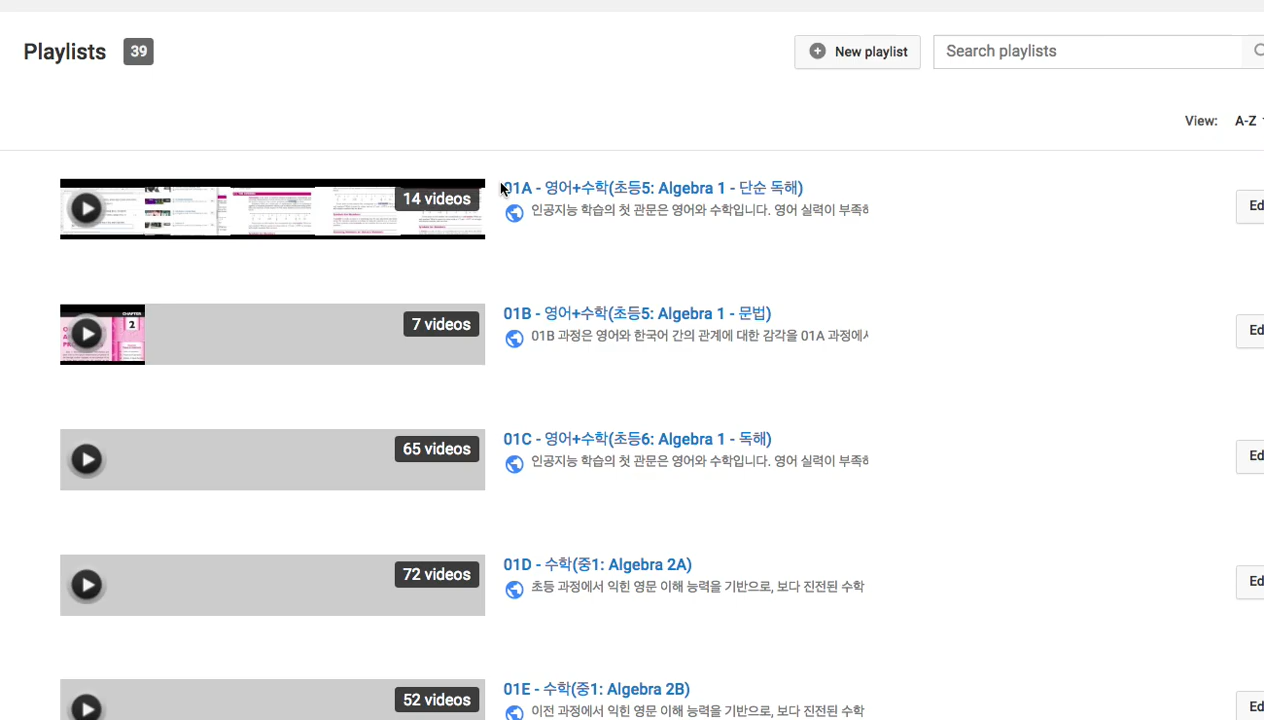 Playlists 39
New playlist
Search playlists
View: A-Z
14 videos
01A - 영어+수학(초등5: Algebra 1 - 단순 독해)
인공지능 학습의 첫 관문은 영어와 수학입니다. 영어 실력이
Ed
CHAPTER
2
7 videos
01B - 영어+수학(초등5: Algebra 1 - 문법)
01B 과정은 영어와 한국어 간의 관계에 대한 감각을 01A
Ed
65 videos
01C - 영어+수학(초등6: Algebra 1 - 독해)
인공지능 학습의 첫 관문은 영어와 수학입니다. 영어 실력이
Ed
72 videos
01D - 수학(중1: Algebra 2A)
초등 과정에서 익힌 영문 이해 능력을 기반으로, 보다 진전된 수학
Ed
52 videos
01E - 수학(중1: Algebra 2B)
이전 과정에서 익힌 영문 이해 능력을 기반으로, 보다 진전된 수학
Ed